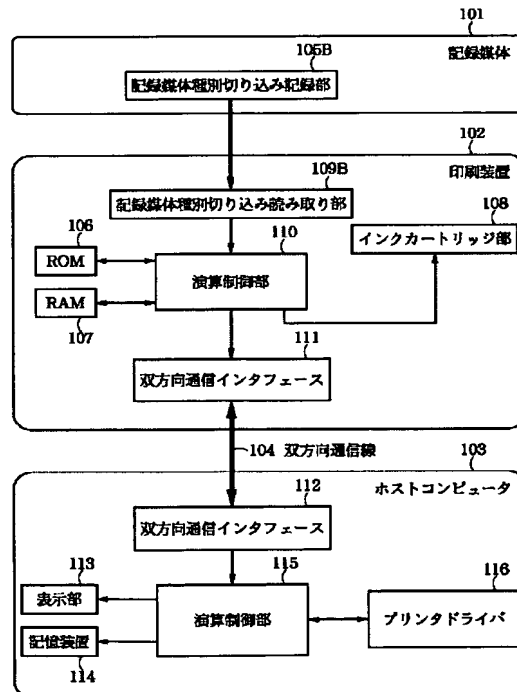 101
記録媒体
105B
記録媒体種別切り込み記録部
102
印刷装置
109B
記録媒体種別切り込み読み取り部
108
インクカートリッジ部
106
ROM
110
演算制御部
RAM
107
111
双方向通信インタフェース
104 双方向通信線
103
ホストコンピュータ
112
双方向通信インタフェース
113
表示部
115
演算制御部
116
プリンタドライバ
記憶装置
114